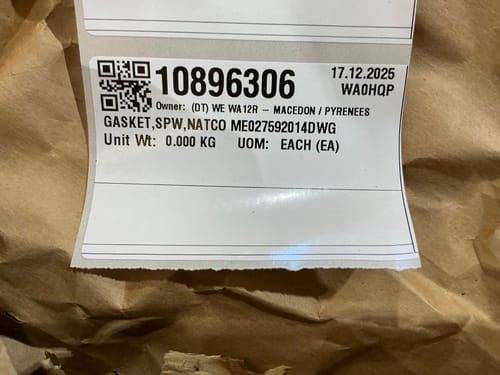 10896306
17.12.2025
WA0HQP
Owner: (DT) WE WA12R – MACEDON / PYRENEES
GASKET,SPW,NATCO ME027592014DWG
Unit Wt: 0.000 KG UOM: EACH (EA)